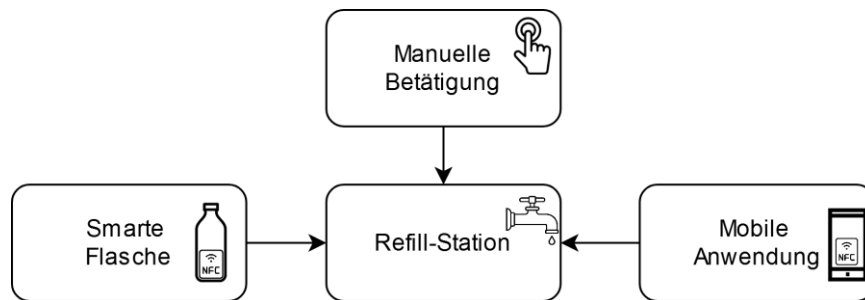 Manuelle
Betätigung
Smarte
Flasche
NFC
Refill-Station
Mobile
Anwendung
NFC